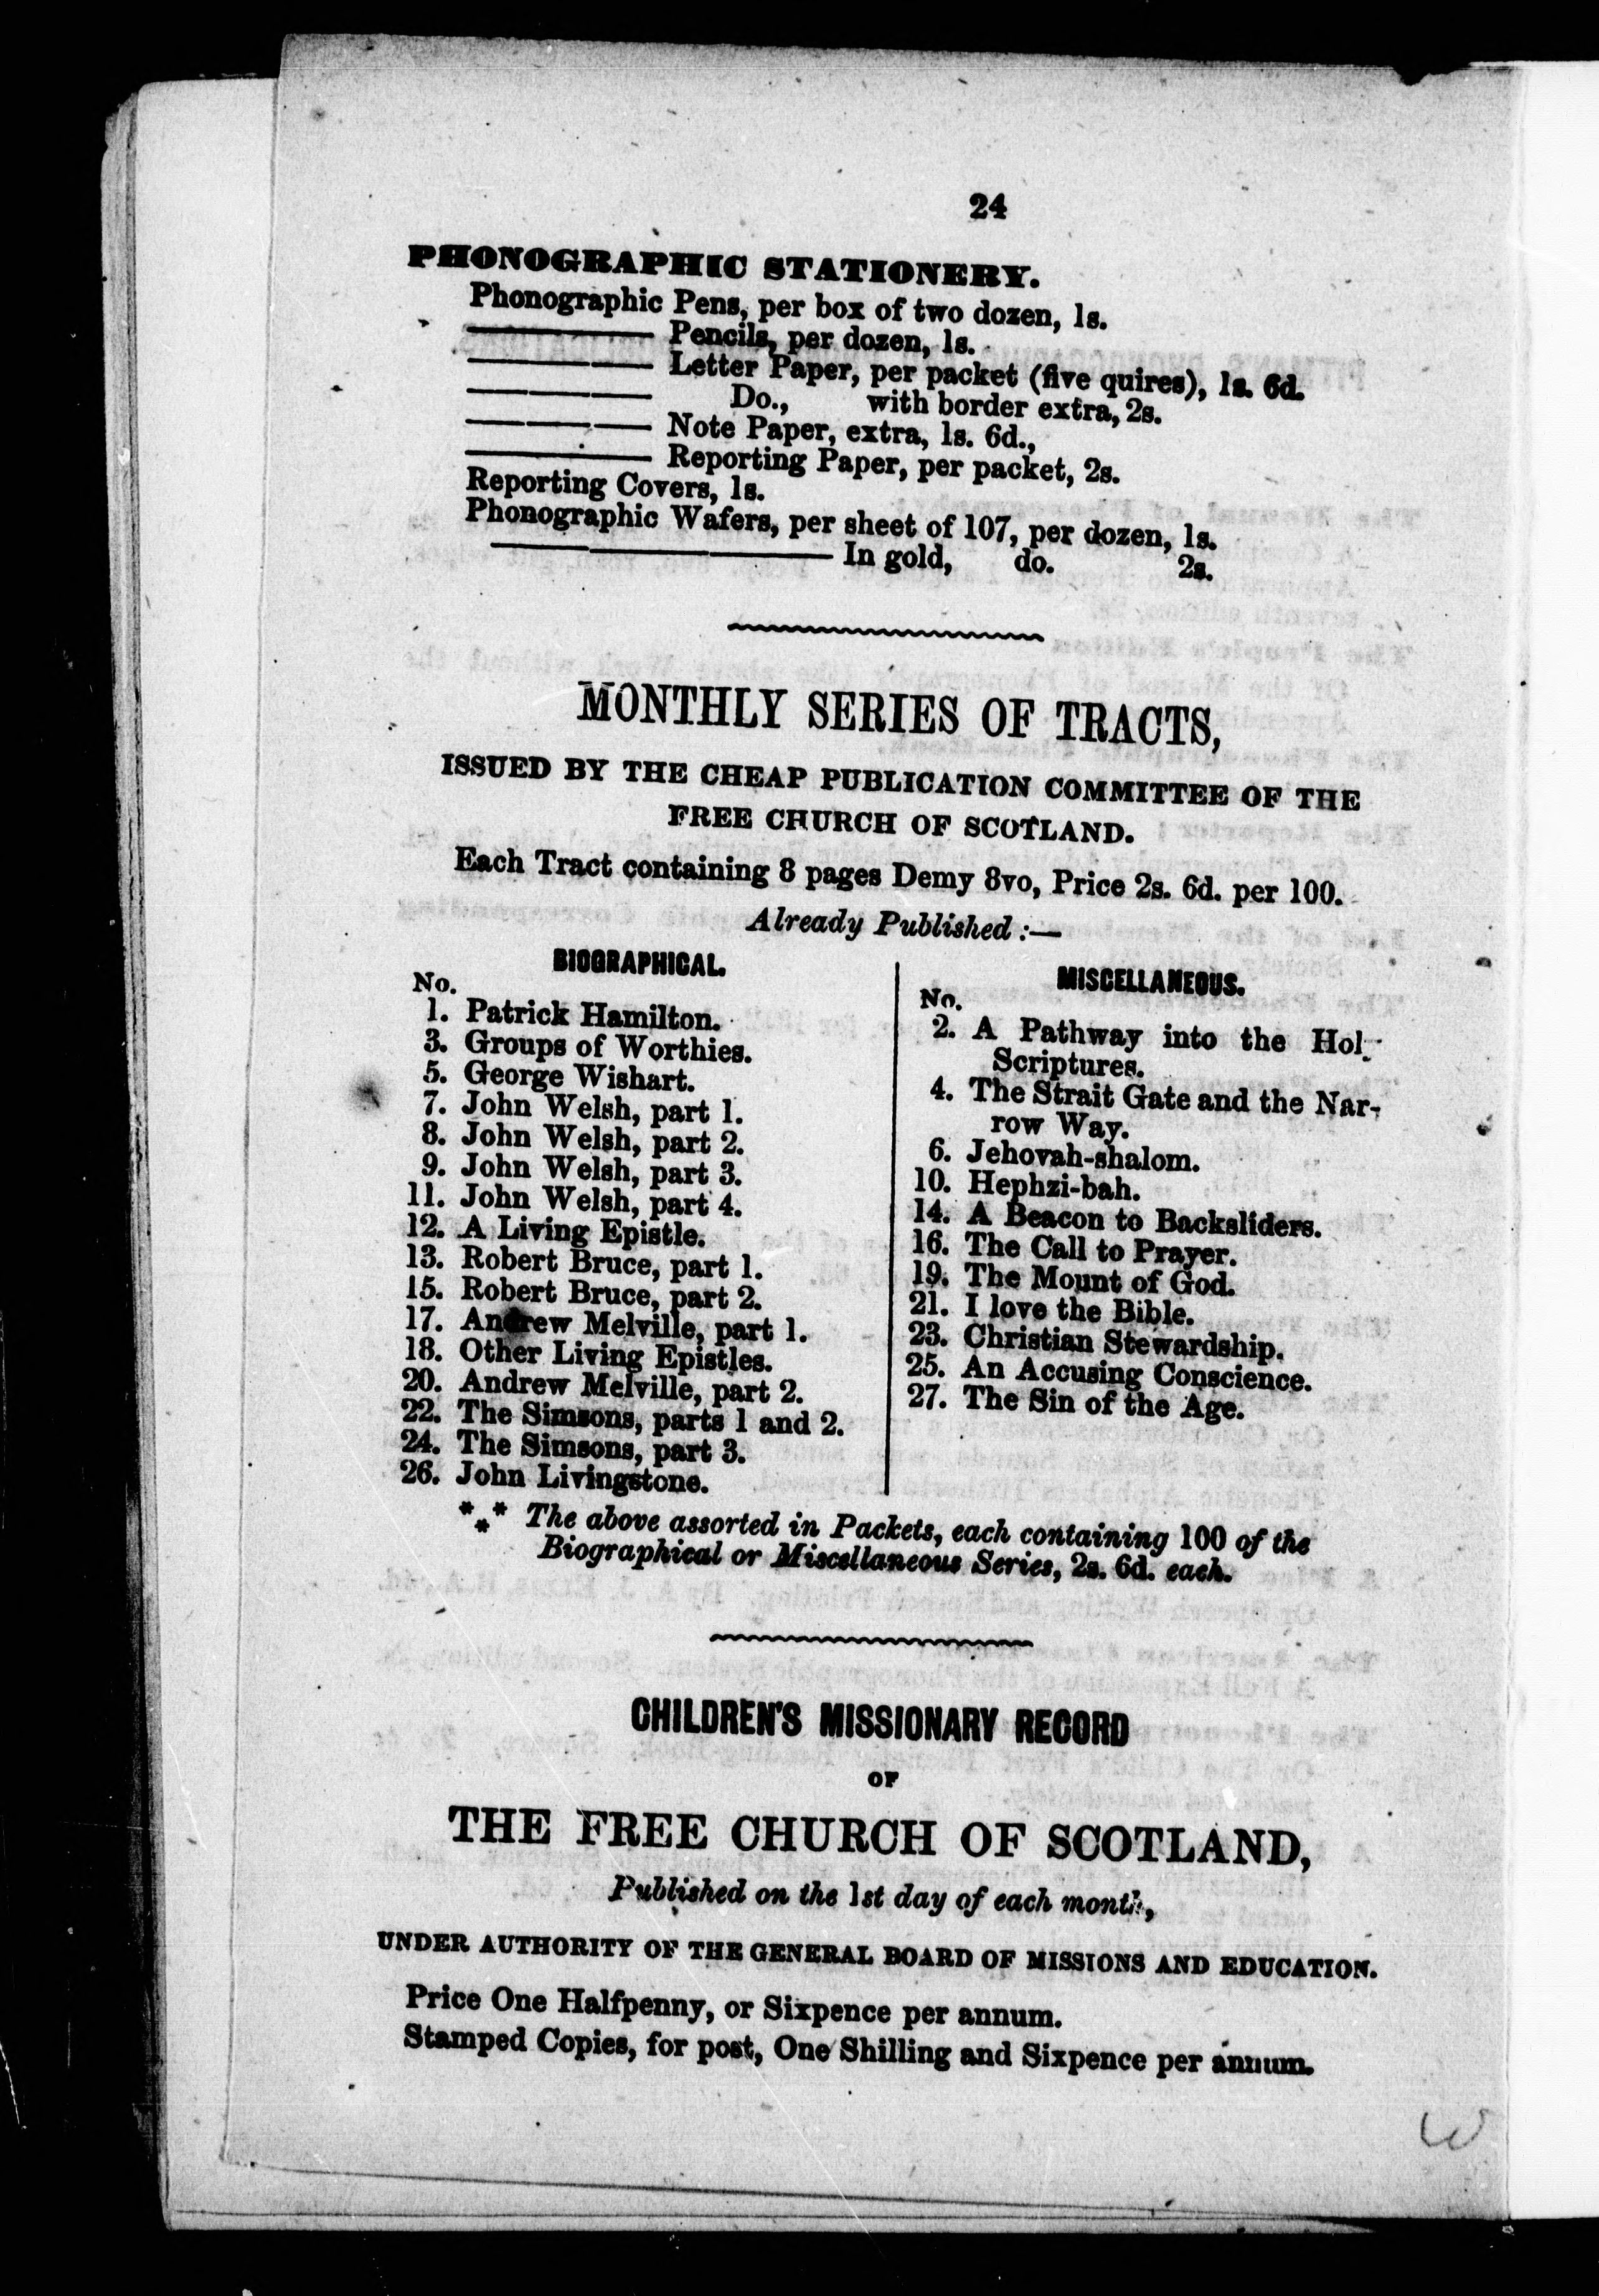 24
PHONOGRAPHIC STATIONERY.
Phonographic Pens, per box of two dozen, 1s.
——— Pencils, per dozen, 1s.
——— Letter Paper, per packet (five quires), 1s. 6d.
——— Do., with border extra, 2s.
——— Note Paper, extra, 1s. 6d.,
——— Reporting Paper, per packet, 2s.
Reporting Covers, 1s.
Phonographic Wafers, per sheet of 107, per dozen, 1s.
——— In gold, do. 2s.
MONTHLY SERIES OF TRACTS,
ISSUED BY THE CHEAP PUBLICATION COMMITTEE OF THE
FREE CHURCH OF SCOTLAND.
Each Tract containing 8 pages Demy 8vo, Price 2s. 6d. per 100.
Already Published :—
BIOGRAPHICAL.
No.
1. Patrick Hamilton.
3. Groups of Worthies.
5. George Wishart.
7. John Welsh, part 1.
8. John Welsh, part 2.
9. John Welsh, part 3.
11. John Welsh, part 4.
12. A Living Epistle.
13. Robert Bruce, part 1.
15. Robert Bruce, part 2.
17. Andrew Melville, part 1.
18. Other Living Epistles.
20. Andrew Melville, part 2.
22. The Simsons, parts 1 and 2.
24. The Simsons, part 3.
26. John Livingstone.
MISCELLANEOUS.
No.
2. A Pathway into the Holy
Scriptures.
4. The Strait Gate and the Nar-
row Way.
6. Jehovah-shalom.
10. Hephzi-bah.
14. A Beacon to Backsliders.
16. The Call to Prayer.
19. The Mount of God.
21. I love the Bible.
23. Christian Stewardship.
25. An Accusing Conscience.
27. The Sin of the Age.
*** The above assorted in Packets, each containing 100 of the
Biographical or Miscellaneous Series, 2s. 6d. each.
CHILDREN'S MISSIONARY RECORD
OF
THE FREE CHURCH OF SCOTLAND,
Published on the 1st day of each month,
UNDER AUTHORITY OF THE GENERAL BOARD OF MISSIONS AND EDUCATION.
Price One Halfpenny, or Sixpence per annum.
Stamped Copies, for post, One Shilling and Sixpence per annum.